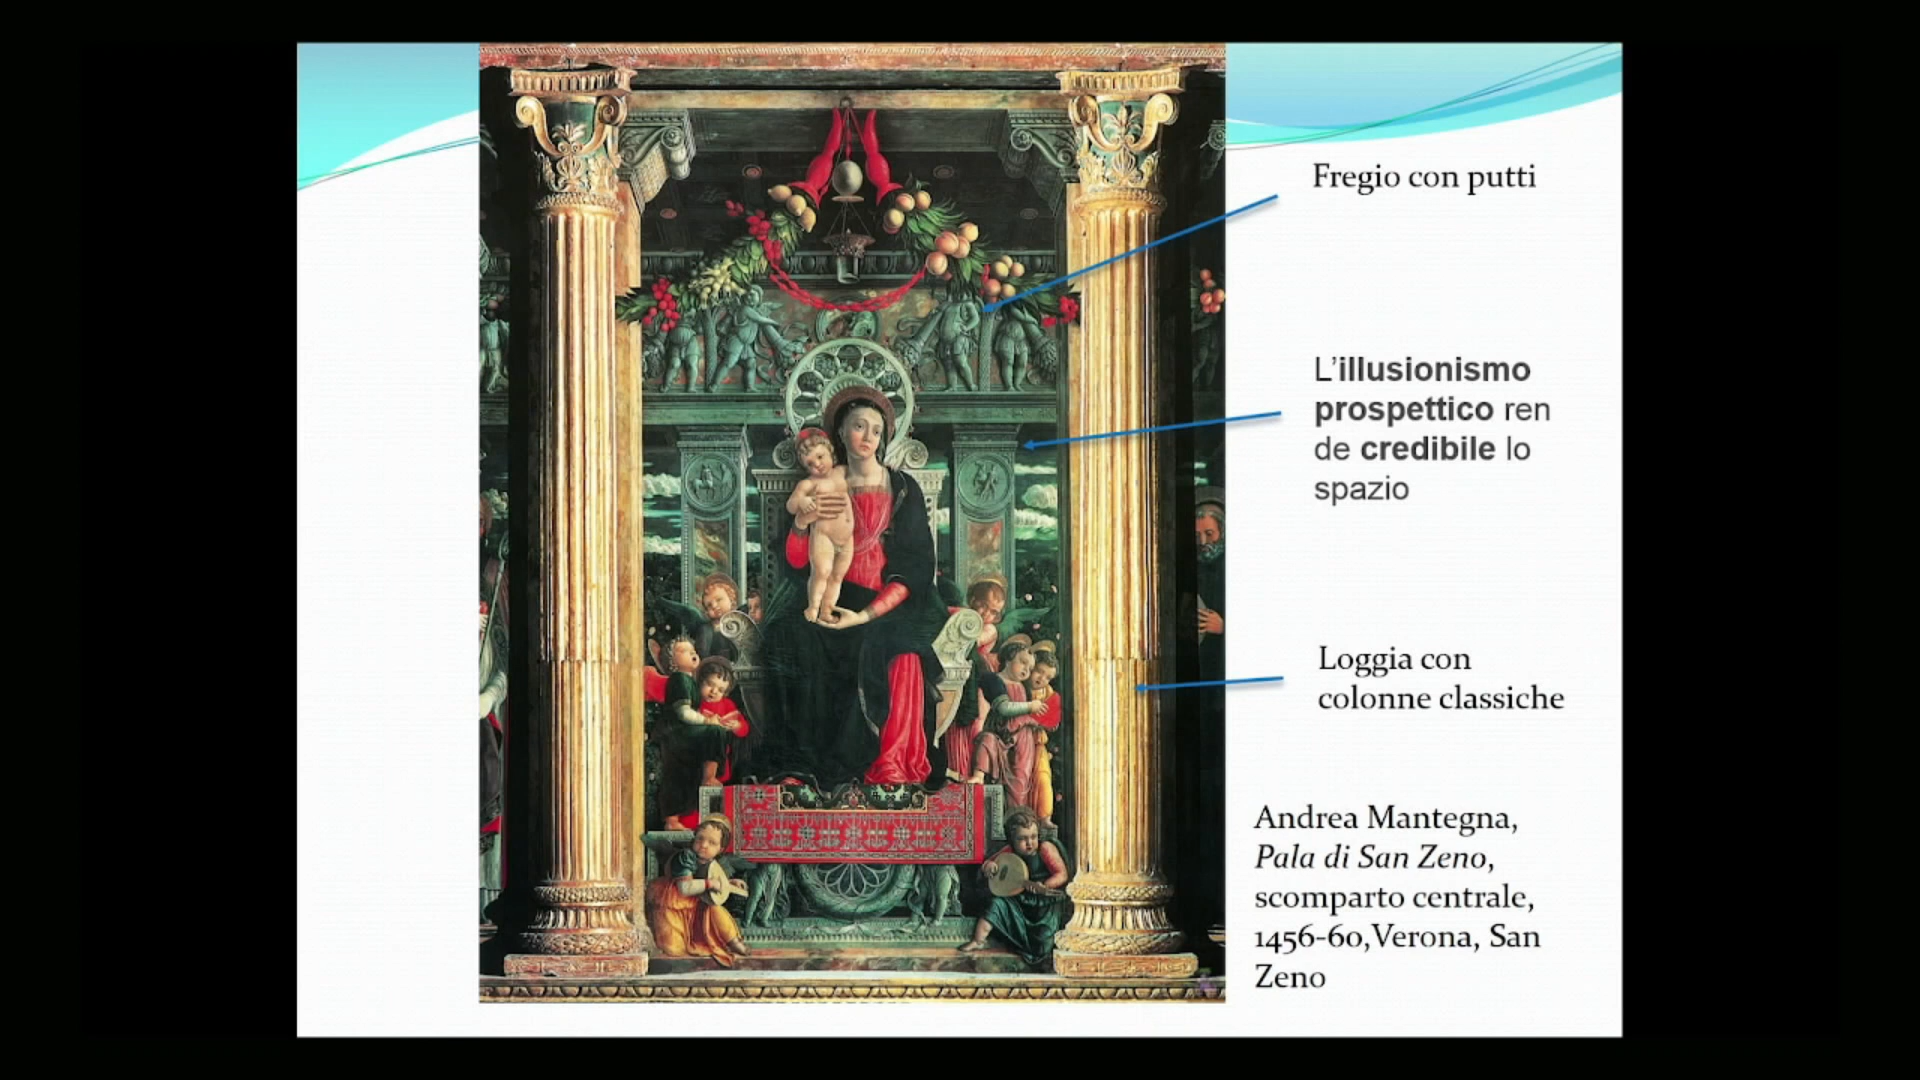 Fregio con putti
L’illusionismo
prospettico ren
de credibile lo
spazio
Loggia con
colonne classiche
Andrea Mantegna,
Pala di San Zeno,
scomparto centrale,
1456-60,Verona, San
Zeno